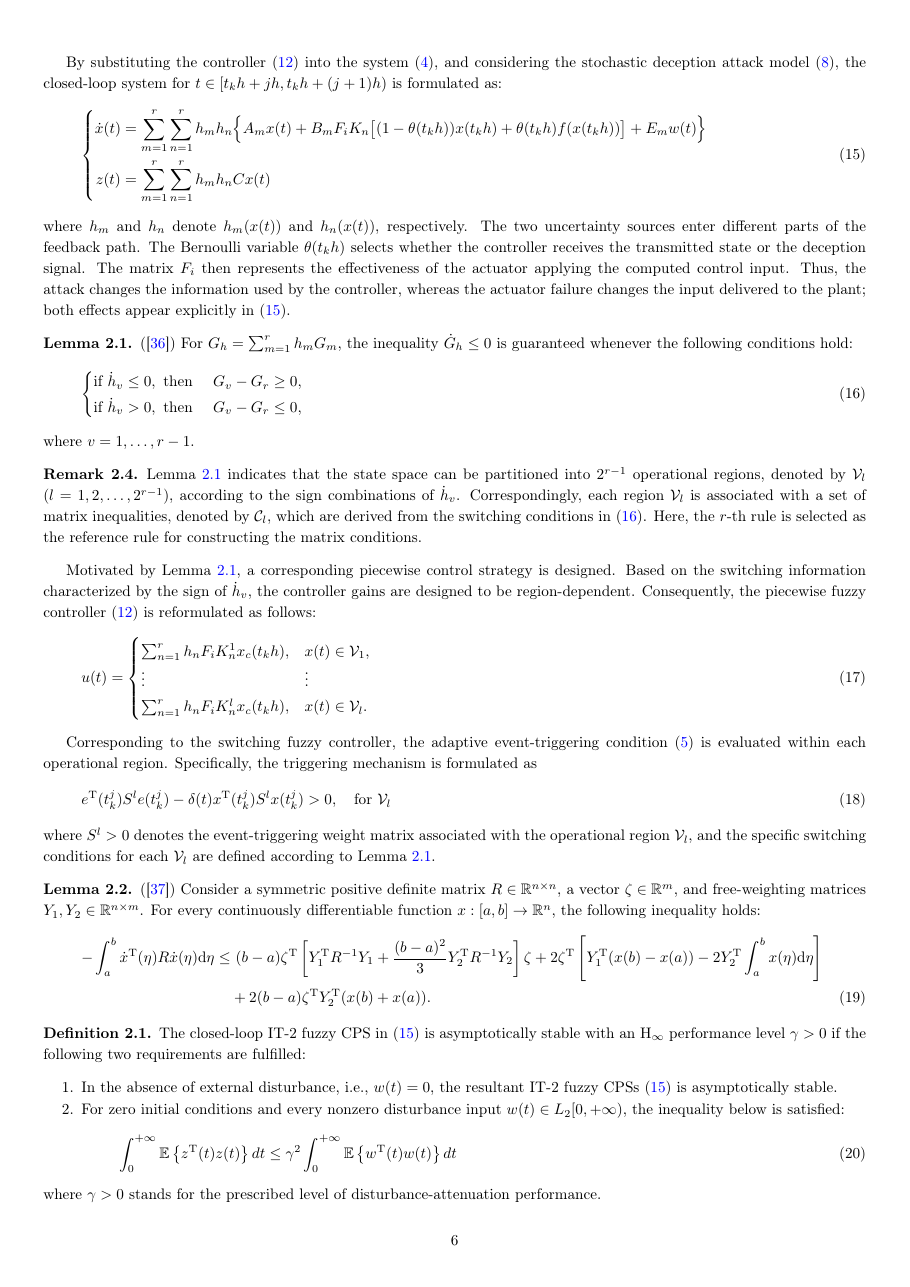 By substituting the controller (12) into the system (4), and considering the stochastic deception attack model (8), the
closed-loop system for t ∈ [t_k h + jh, t_k h + (j + 1)h) is formulated as:
ẋ(t) = ∑_{m=1}^{r} ∑_{n=1}^{r} h_m h_n {A_m x(t) + B_m F_i K_n [(1 − θ(t_k h))x(t_k h) + θ(t_k h)f(x(t_k h))] + E_m w(t)}
z(t) = ∑_{m=1}^{r} ∑_{n=1}^{r} h_m h_n C x(t)
(15)
where h_m and h_n denote h_m(x(t)) and h_n(x(t)), respectively. The two uncertainty sources enter different parts of the
feedback path. The Bernoulli variable θ(t_k h) selects whether the controller receives the transmitted state or the deception
signal. The matrix F_i then represents the effectiveness of the actuator applying the computed control input. Thus, the
attack changes the information used by the controller, whereas the actuator failure changes the input delivered to the plant;
both effects appear explicitly in (15).
Lemma 2.1. ([36]) For G_h = ∑_{m=1}^{r} h_m G_m, the inequality Ġ_h ≤ 0 is guaranteed whenever the following conditions hold:
if ḣ_v ≤ 0, then G_v − G_r ≥ 0,
if ḣ_v > 0, then G_v − G_r ≤ 0,
(16)
where v = 1, . . . , r − 1.
Remark 2.4. Lemma 2.1 indicates that the state space can be partitioned into 2^{r−1} operational regions, denoted by 𝒱_l
(l = 1, 2, . . . , 2^{r−1}), according to the sign combinations of ḣ_v. Correspondingly, each region 𝒱_l is associated with a set of
matrix inequalities, denoted by 𝒞_l, which are derived from the switching conditions in (16). Here, the r-th rule is selected as
the reference rule for constructing the matrix conditions.
Motivated by Lemma 2.1, a corresponding piecewise control strategy is designed. Based on the switching information
characterized by the sign of ḣ_v, the controller gains are designed to be region-dependent. Consequently, the piecewise fuzzy
controller (12) is reformulated as follows:
u(t) = { ∑_{n=1}^{r} h_n F_i K_n^1 x_c(t_k h), x(t) ∈ 𝒱_1,
⋮ ⋮
∑_{n=1}^{r} h_n F_i K_n^l x_c(t_k h), x(t) ∈ 𝒱_l.
(17)
Corresponding to the switching fuzzy controller, the adaptive event-triggering condition (5) is evaluated within each
operational region. Specifically, the triggering mechanism is formulated as
e^T(t_k^j)S^l e(t_k^j) − δ(t)x^T(t_k^j)S^l x(t_k^j) > 0, for 𝒱_l (18)
where S^l > 0 denotes the event-triggering weight matrix associated with the operational region 𝒱_l, and the specific switching
conditions for each 𝒱_l are defined according to Lemma 2.1.
Lemma 2.2. ([37]) Consider a symmetric positive definite matrix R ∈ ℝ^{n×n}, a vector ζ ∈ ℝ^m, and free-weighting matrices
Y_1, Y_2 ∈ ℝ^{n×m}. For every continuously differentiable function x : [a, b] → ℝ^n, the following inequality holds:
− ∫_a^b ẋ^T(η)Rẋ(η)dη ≤ (b − a)ζ^T [Y_1^T R^{−1} Y_1 + (b − a)^2/3 Y_2^T R^{−1} Y_2] ζ + 2ζ^T [Y_1^T(x(b) − x(a)) − 2Y_2^T ∫_a^b x(η)dη]
+ 2(b − a)ζ^T Y_2^T(x(b) + x(a)). (19)
Definition 2.1. The closed-loop IT-2 fuzzy CPS in (15) is asymptotically stable with an H_∞ performance level γ > 0 if the
following two requirements are fulfilled:
1. In the absence of external disturbance, i.e., w(t) = 0, the resultant IT-2 fuzzy CPSs (15) is asymptotically stable.
2. For zero initial conditions and every nonzero disturbance input w(t) ∈ L_2[0, +∞), the inequality below is satisfied:
∫_0^{+∞} 𝔼 {z^T(t)z(t)} dt ≤ γ^2 ∫_0^{+∞} 𝔼 {w^T(t)w(t)} dt (20)
where γ > 0 stands for the prescribed level of disturbance-attenuation performance.
6